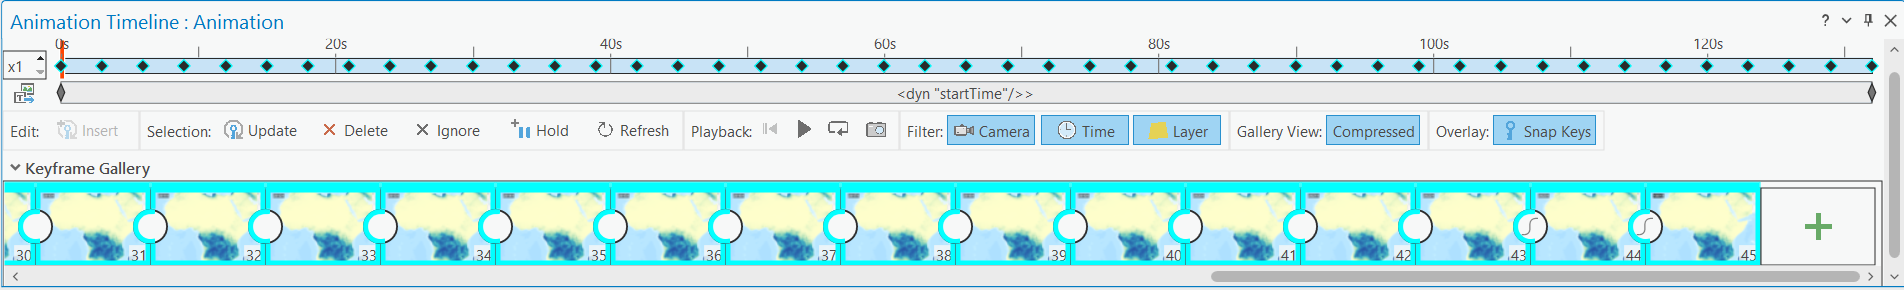 Animation Timeline : Animation
?
0s 20s 40s 60s 80s 100s 120s
x1
<dyn "startTime"/>>
Edit: Insert Selection: Update Delete Ignore Hold Refresh Playback: Filter: Camera Time Layer Gallery View: Compressed Overlay: Snap Keys
Keyframe Gallery
30 31 32 33 34 35 36 37 38 39 40 41 42 43 44 45